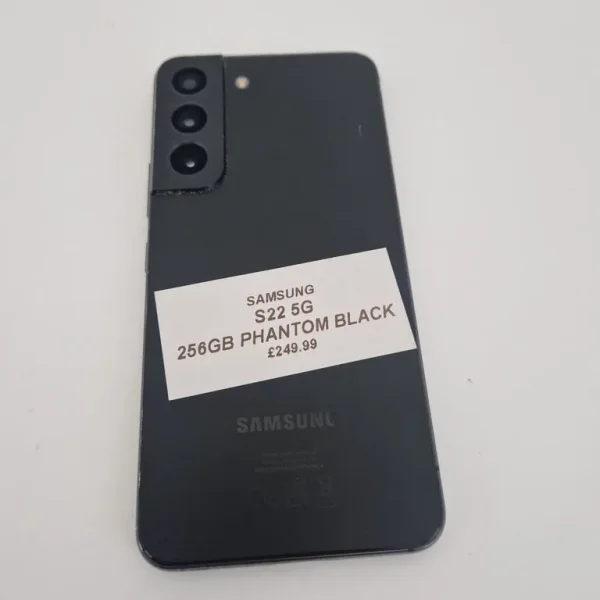 SAMSUNG
S22 5G
256GB PHANTOM BLACK
£249.99
SAMSUNG